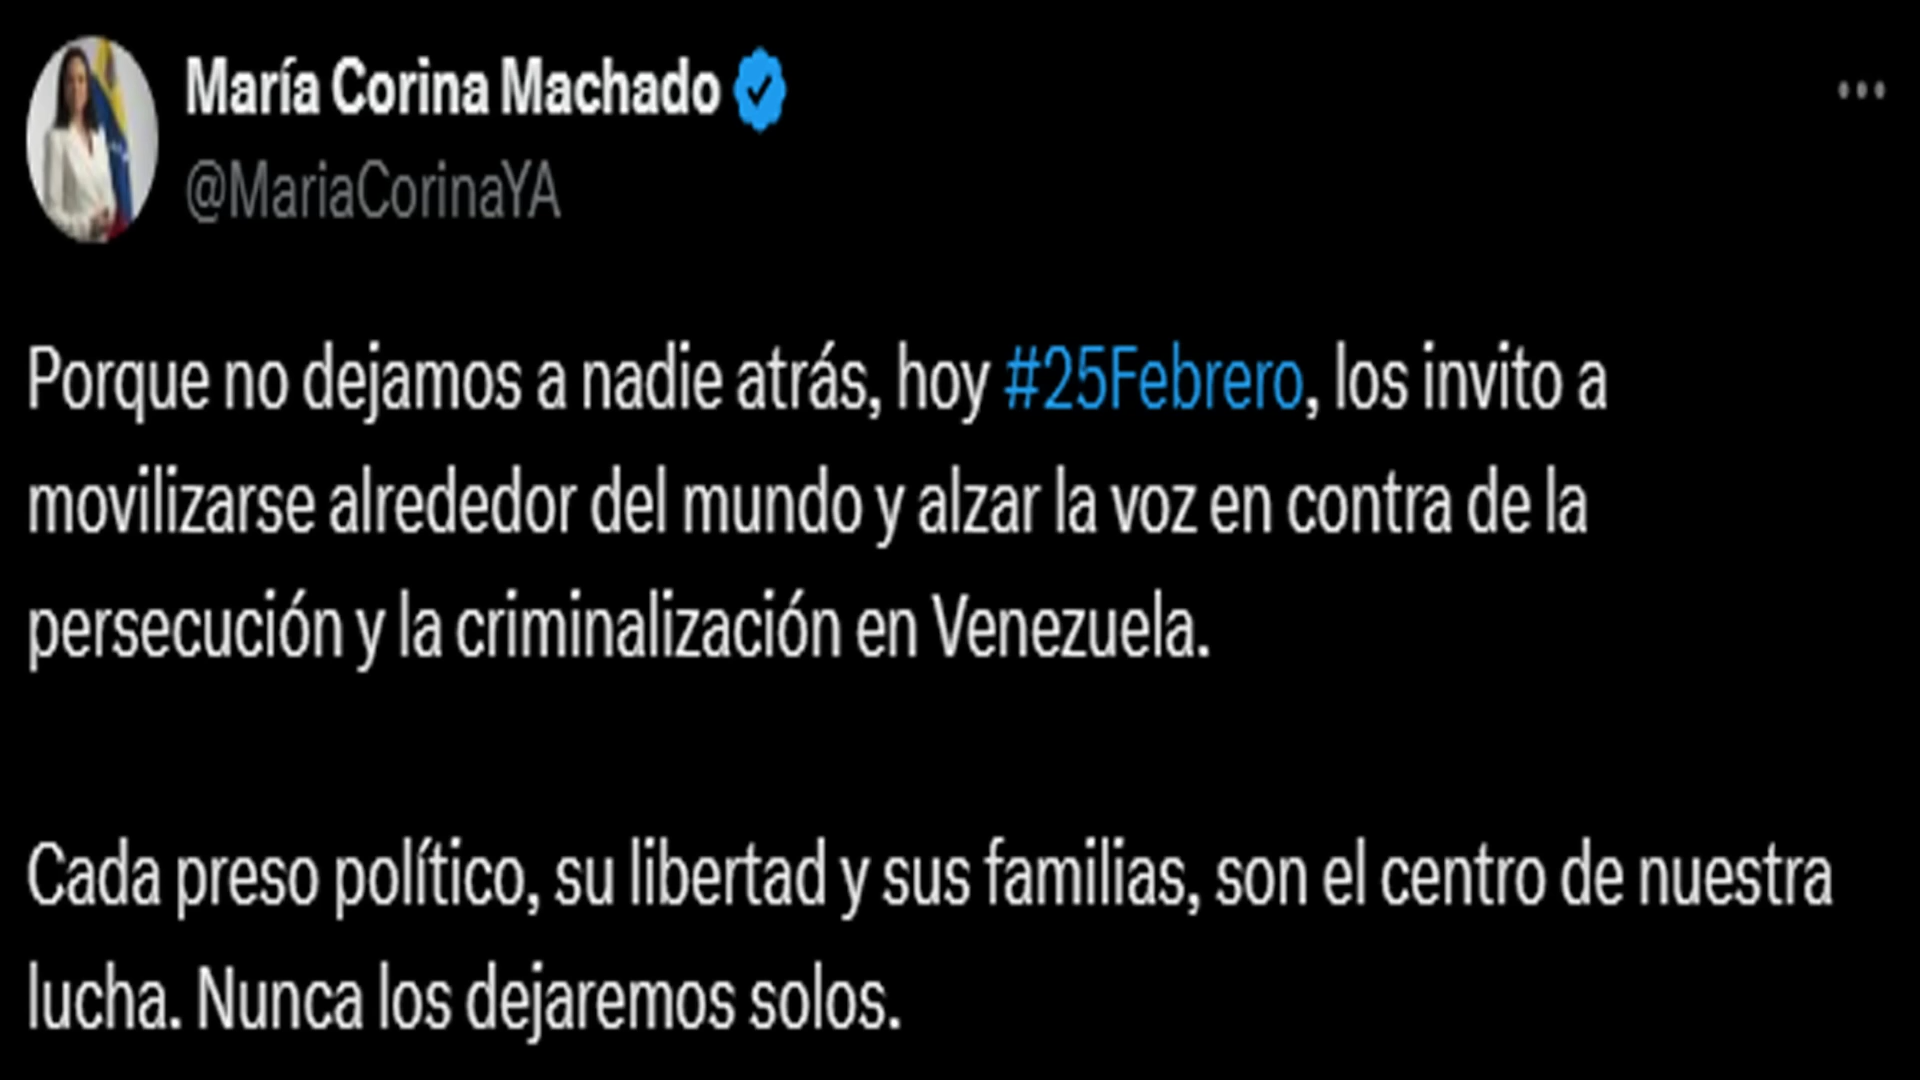 María Corina Machado
@MariaCorinaYA
Porque no dejamos a nadie atrás, hoy #25Febrero, los invito a
movilizarse alrededor del mundo y alzar la voz en contra de la
persecución y la criminalización en Venezuela.
Cada preso político, su libertad y sus familias, son el centro de nuestra
lucha. Nunca los dejaremos solos.